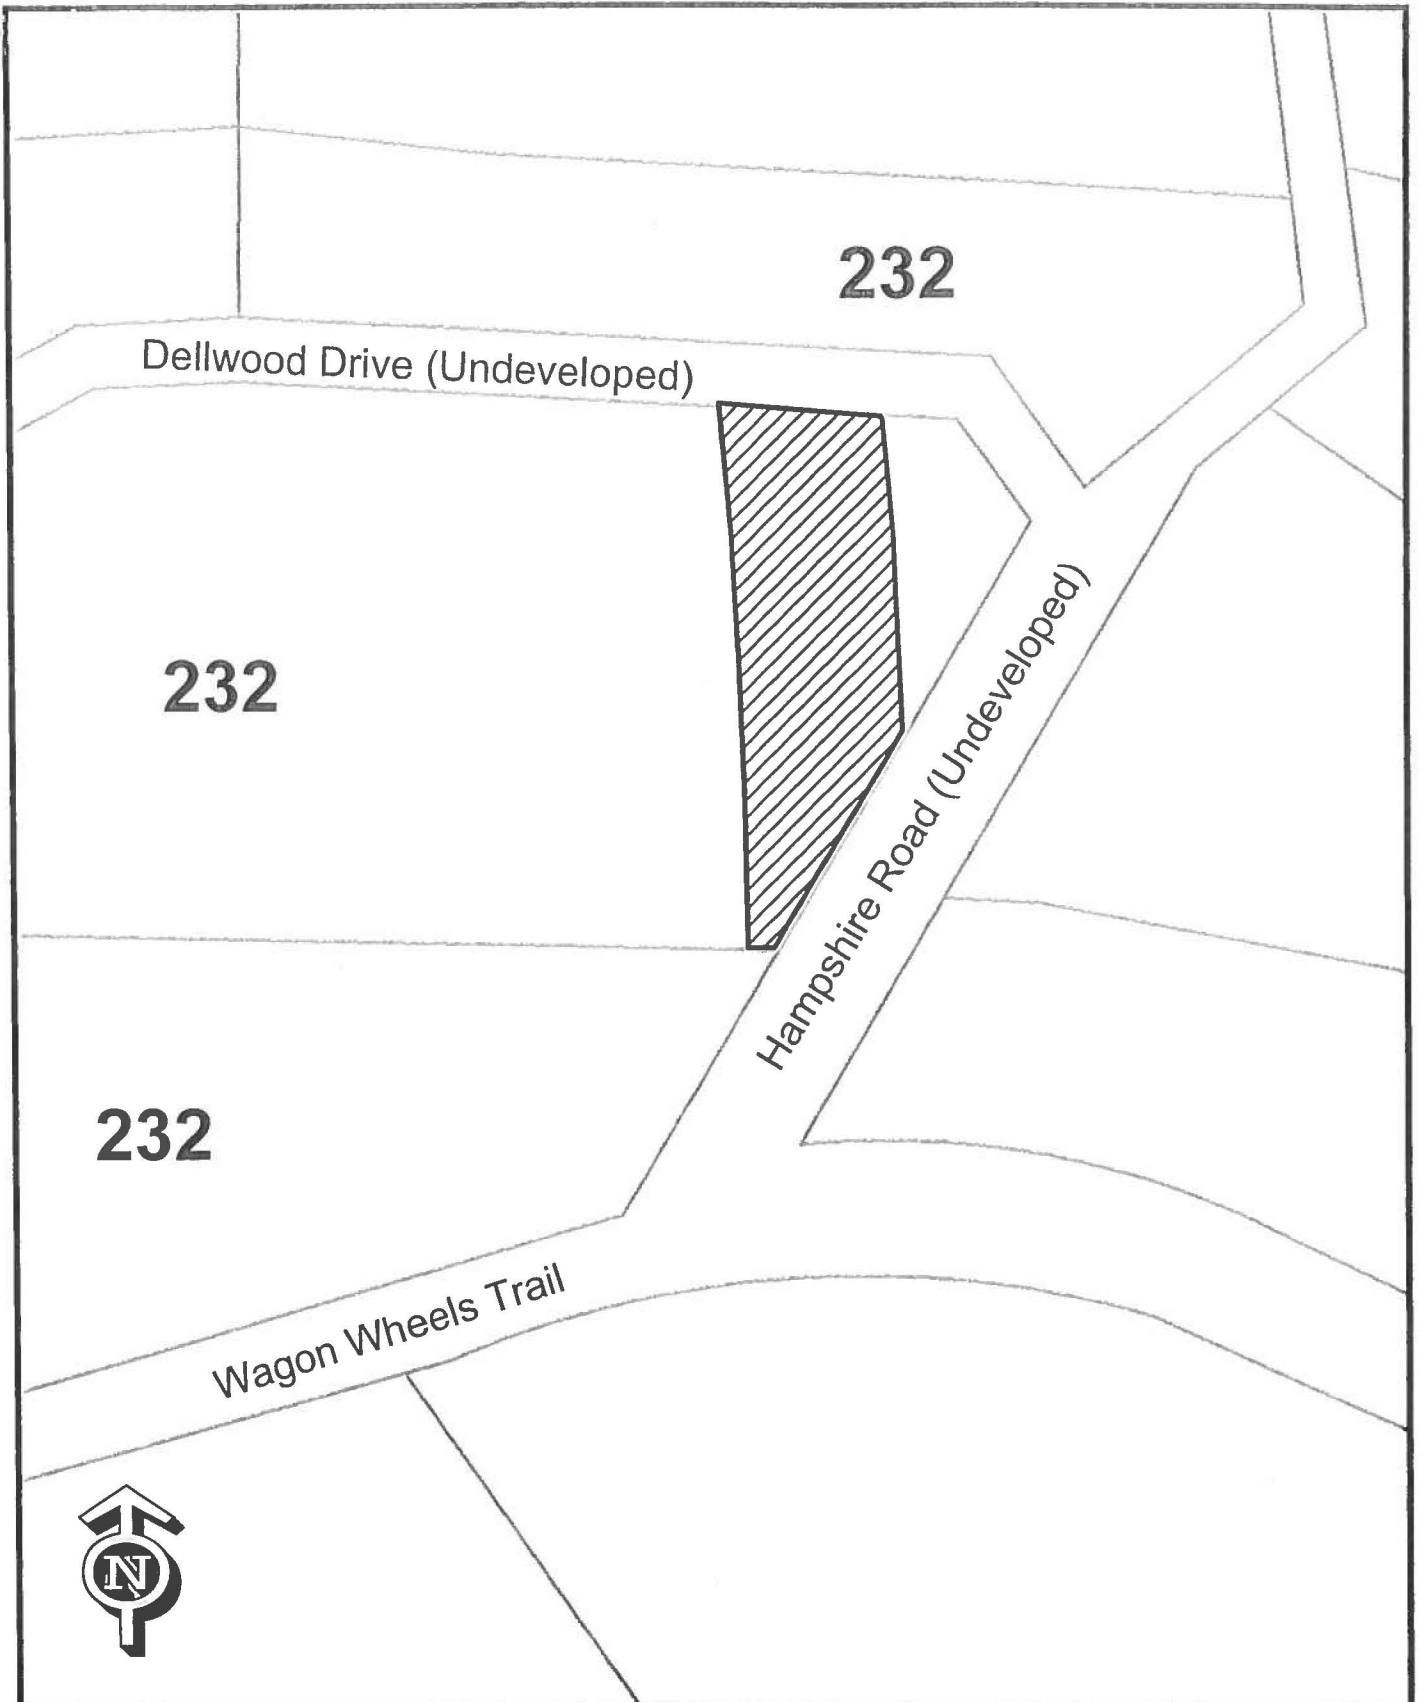 232
Dellwood Drive (Undeveloped)
232
Hampshire Road (Undeveloped)
232
Wagon Wheels Trail
N